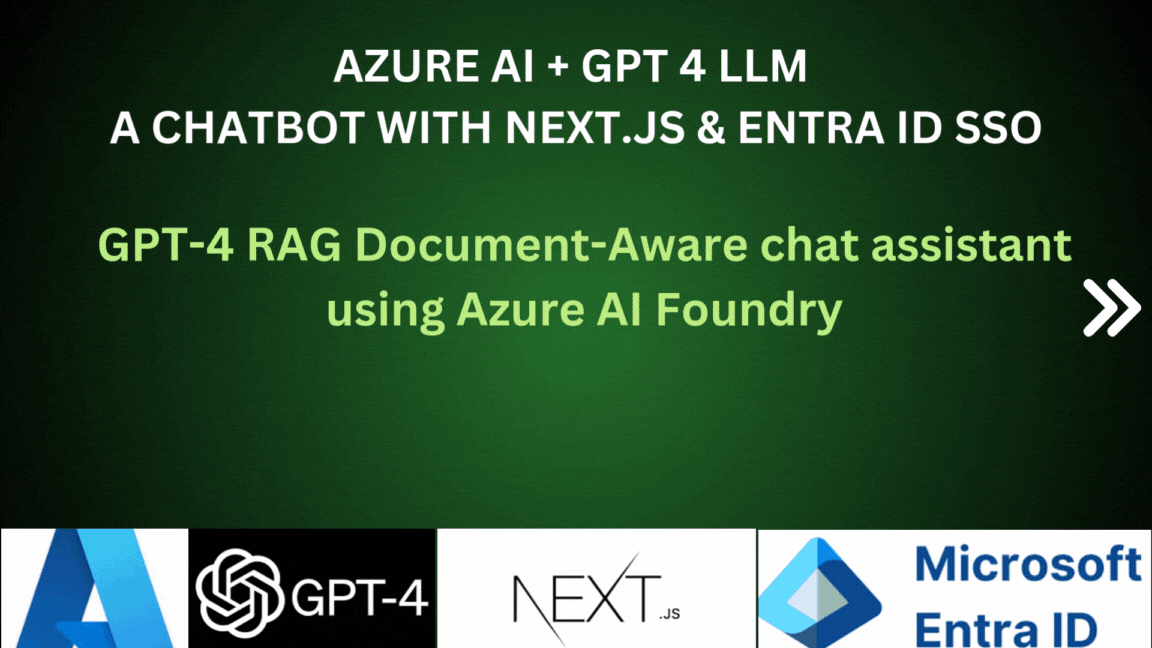 AZURE AI + GPT 4 LLM
A CHATBOT WITH NEXT.JS & ENTRA ID SSO
GPT-4 RAG Document-Aware chat assistant
using Azure AI Foundry
GPT-4
NEXT.JS
Microsoft
Entra ID